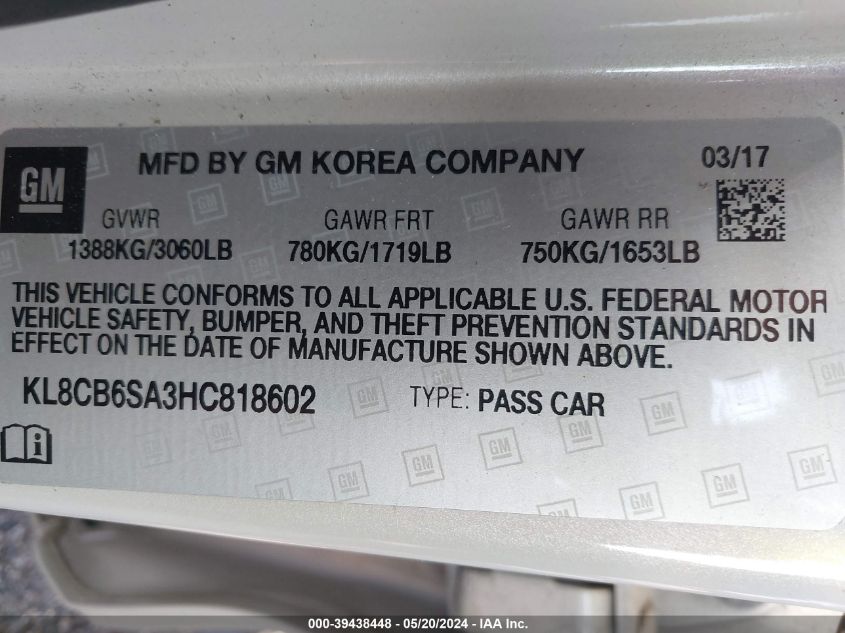 GM
MFD BY GM KOREA COMPANY 03/17
GVWR GAWR FRT GAWR RR
1388KG/3060LB 780KG/1719LB 750KG/1653LB
THIS VEHICLE CONFORMS TO ALL APPLICABLE U.S. FEDERAL MOTOR
VEHICLE SAFETY, BUMPER, AND THEFT PREVENTION STANDARDS IN
EFFECT ON THE DATE OF MANUFACTURE SHOWN ABOVE.
KL8CB6SA3HC818602 TYPE: PASS CAR
000-39438448 - 05/20/2024 - IAA Inc.